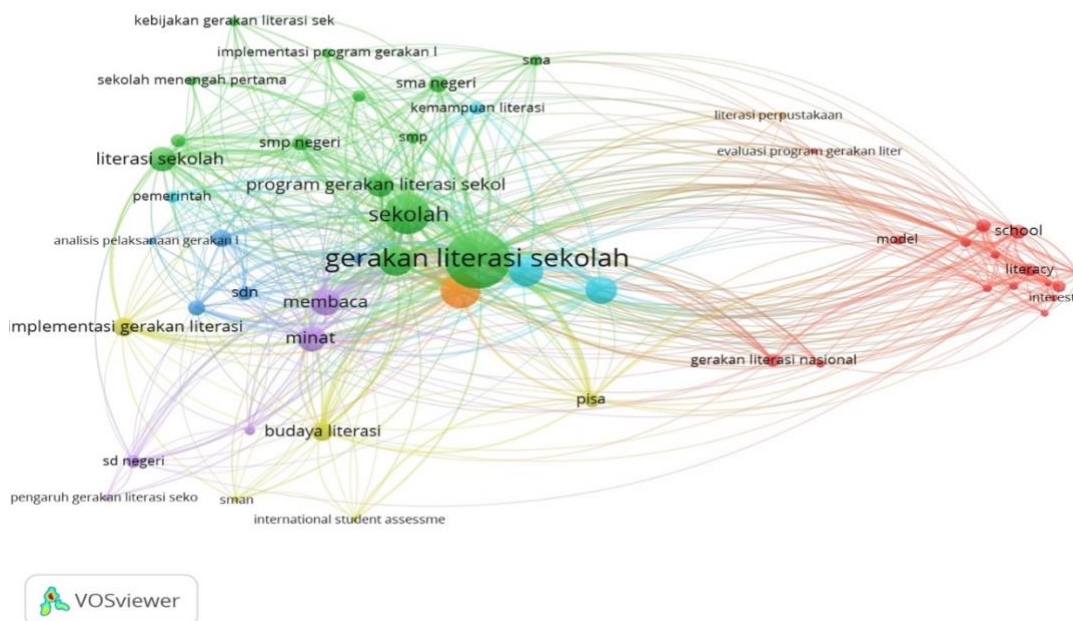 kebijakan gerakan literasi sek
implementasi program gerakan l
sma
sekolah menengah pertama
sma negeri
kemampuan literasi
literasi perpustakaan
smp
smp negeri
evaluasi program gerakan liter
literasi sekolah
program gerakan literasi sekol
pemerintah
sekolah
school
analisis pelaksanaan gerakan l
model
gerakan literasi sekolah
literacy
sdn
membaca
interest
implementasi gerakan literasi
minat
gerakan literasi nasional
pisa
budaya literasi
sd negeri
pengaruh gerakan literasi seko
sman
international student assessme
VOSviewer